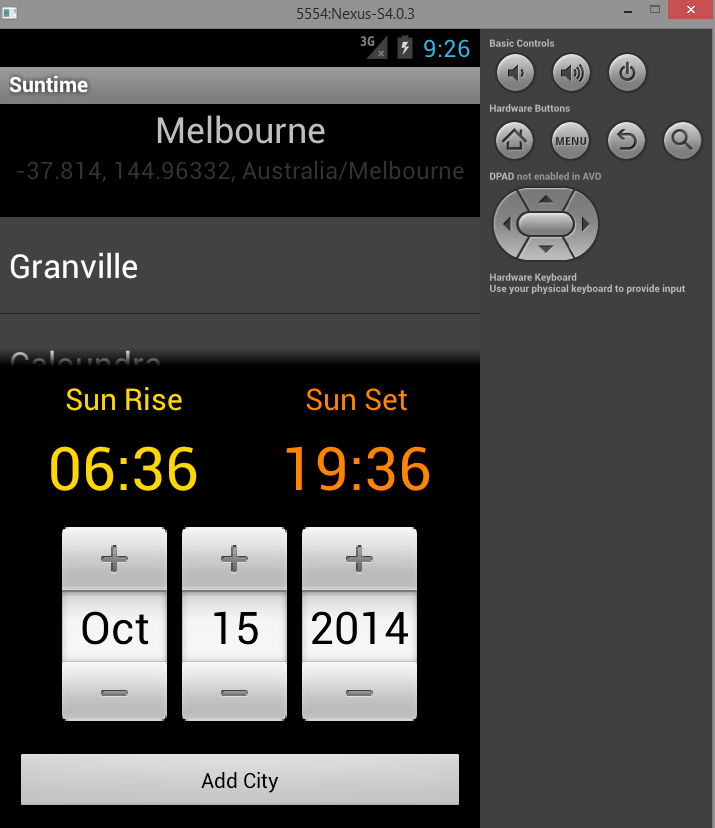 5554:Nexus-S4.0.3
3G 9:26
Suntime
Melbourne
-37.814, 144.96332, Australia/Melbourne
Granville
Caloundra
Sun Rise Sun Set
06:36 19:36
Oct 15 2014
Add City
Basic Controls
Hardware Buttons
MENU
DPAD not enabled in AVD
Hardware Keyboard
Use your physical keyboard to provide input